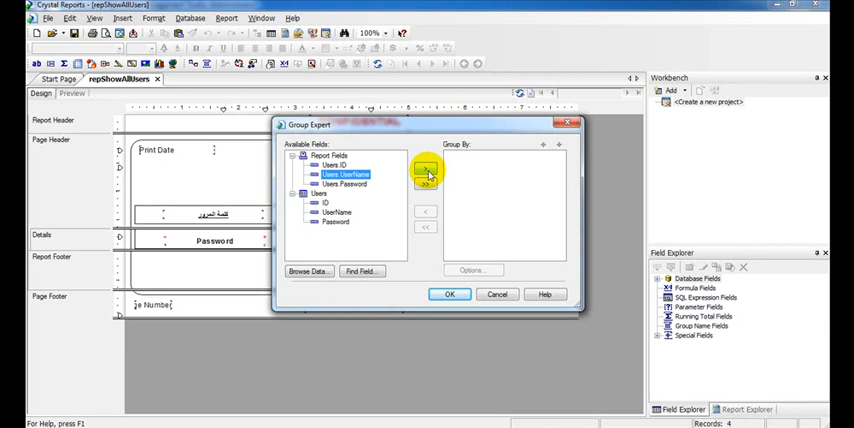 Crystal Reports - [repShowAllUsers]
File Edit View Insert Format Database Report Window Help
100%
Start Page repShowAllUsers
Workbench
Design Preview
Add
<Create a new project>
Report Header
CONFIDENTIAL
Group Expert
Page Header
Print Date
Available Fields:
Group By:
Report Fields
Users.ID
Users.UserName
Users.Password
Users
ID
UserName
Password
>
>>
<
<<
كلمة المرور
Details
Password
Report Footer
Browse Data...
Find Field...
Options...
Page Footer
e Number
OK
Cancel
Help
Field Explorer
Database Fields
Formula Fields
SQL Expression Fields
Parameter Fields
Running Total Fields
Group Name Fields
Special Fields
Field Explorer Report Explorer
For Help, press F1
Records: 4